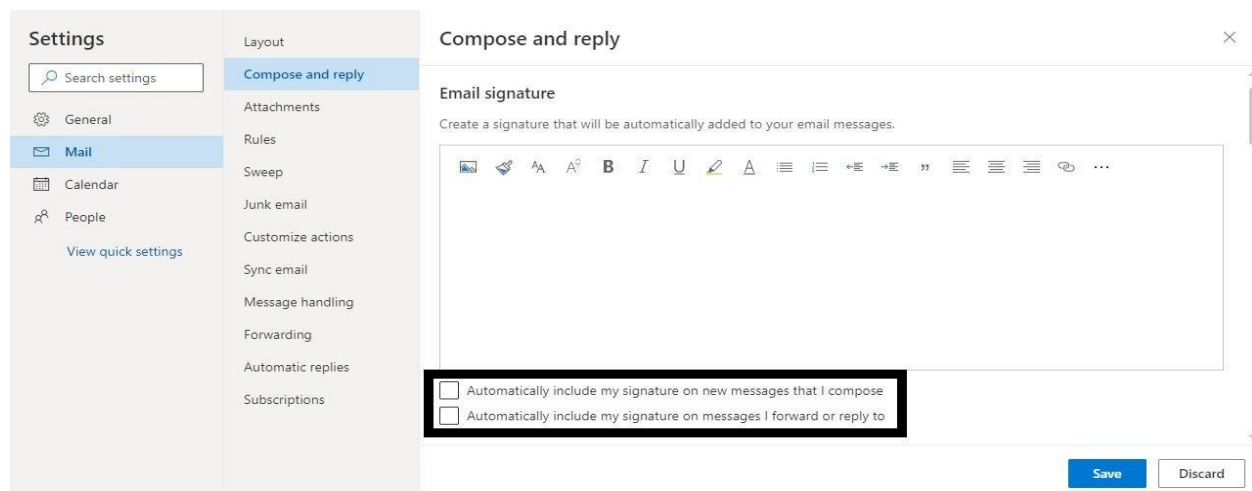 Settings
Search settings
General
Mail
Calendar
People
View quick settings
Layout
Compose and reply
Attachments
Rules
Sweep
Junk email
Customize actions
Sync email
Message handling
Forwarding
Automatic replies
Subscriptions
Compose and reply
Email signature
Create a signature that will be automatically added to your email messages.
B I U A
Automatically include my signature on new messages that I compose
Automatically include my signature on messages I forward or reply to
Save Discard